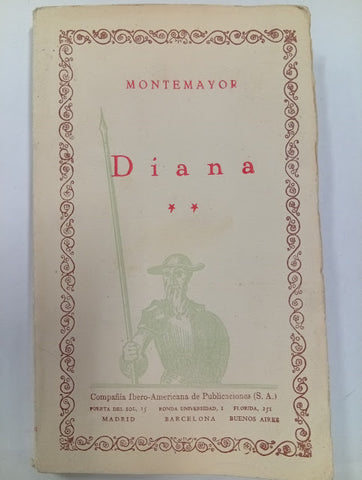 MONTEMAYOR
Diana
* *
Compañía Ibero-Americana de Publicaciones (S. A.)
PUERTA DEL SOL, 15 RONDA UNIVERSIDAD, 1 FLORIDA, 251
MADRID BARCELONA BUENOS AIRES